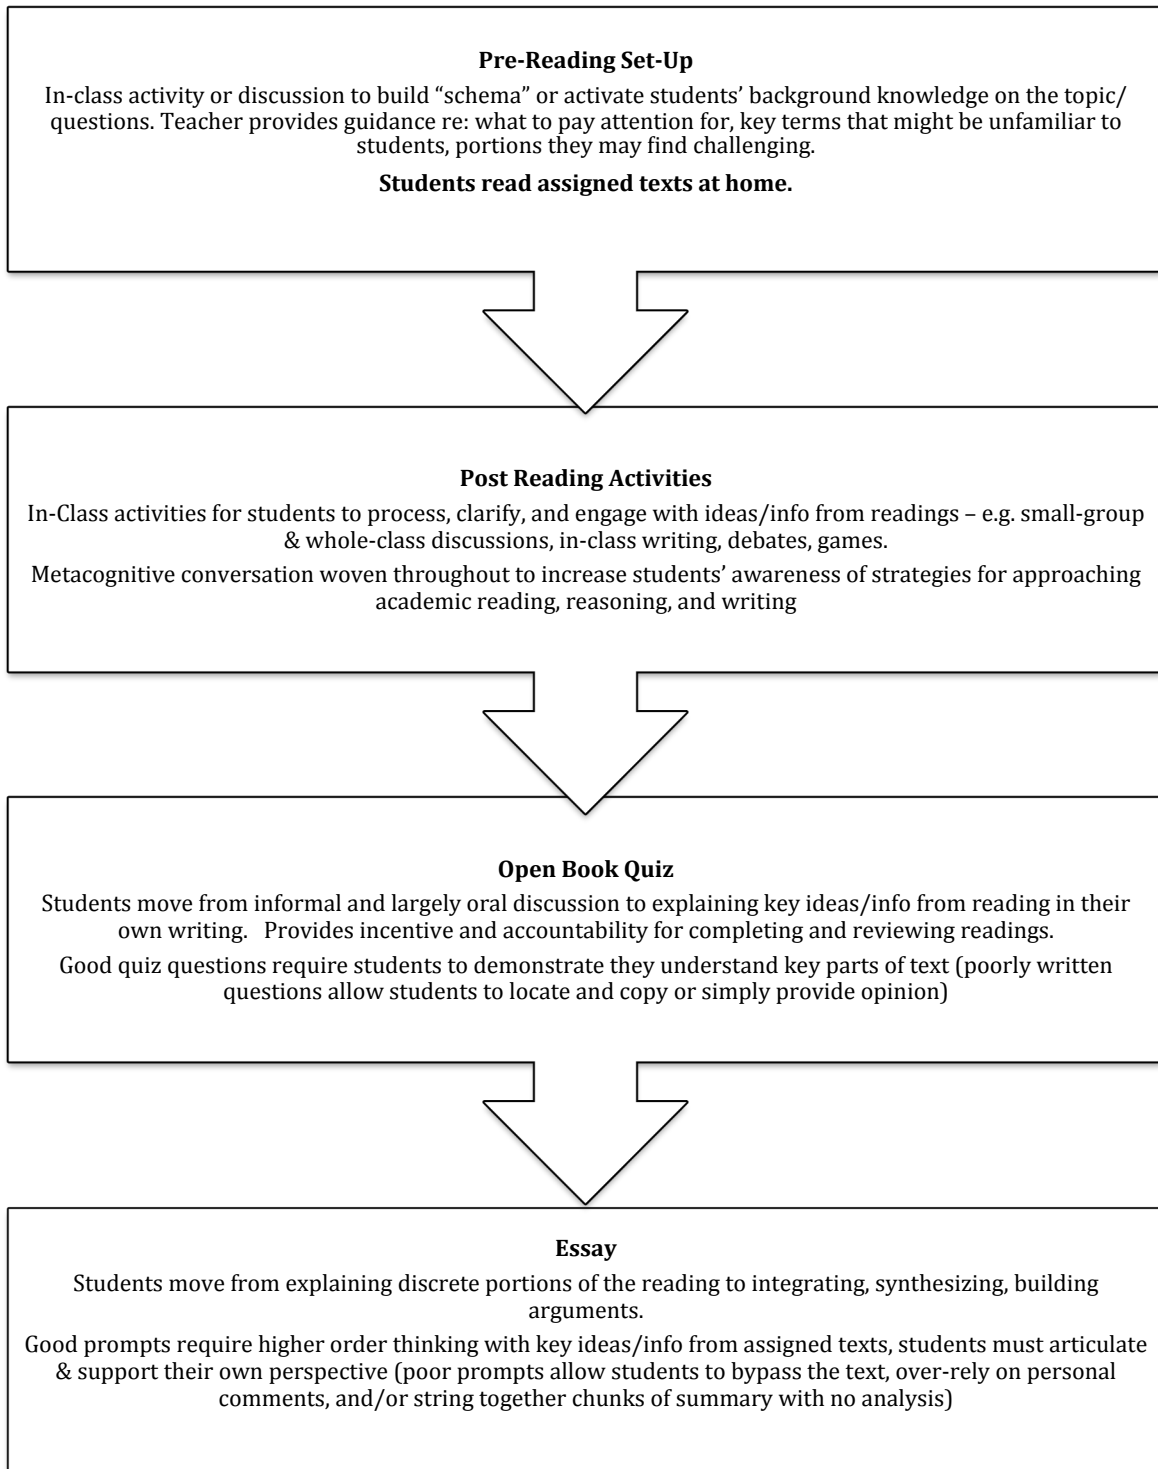 Pre-Reading Set-Up
In-class activity or discussion to build “schema” or activate students’ background knowledge on the topic/
questions. Teacher provides guidance re: what to pay attention for, key terms that might be unfamiliar to
students, portions they may find challenging.
Students read assigned texts at home.
Post Reading Activities
In-Class activities for students to process, clarify, and engage with ideas/info from readings – e.g. small-group
& whole-class discussions, in-class writing, debates, games.
Metacognitive conversation woven throughout to increase students’ awareness of strategies for approaching
academic reading, reasoning, and writing
Open Book Quiz
Students move from informal and largely oral discussion to explaining key ideas/info from reading in their
own writing.   Provides incentive and accountability for completing and reviewing readings.
Good quiz questions require students to demonstrate they understand key parts of text (poorly written
questions allow students to locate and copy or simply provide opinion)
Essay
Students move from explaining discrete portions of the reading to integrating, synthesizing, building
arguments.
Good prompts require higher order thinking with key ideas/info from assigned texts, students must articulate
& support their own perspective (poor prompts allow students to bypass the text, over-rely on personal
comments, and/or string together chunks of summary with no analysis)